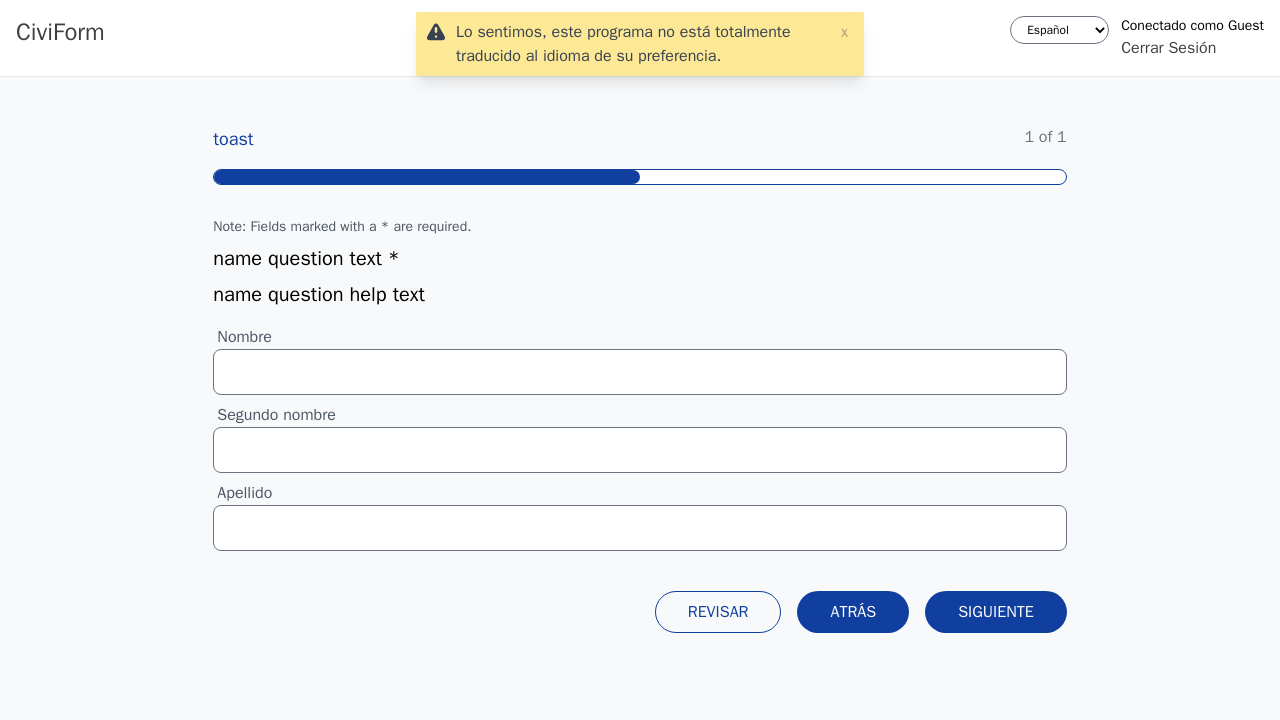 CiviForm
Lo sentimos, este programa no está totalmente
traducido al idioma de su preferencia.
x
Español
Conectado como Guest
Cerrar Sesión
toast
1 of 1
Note: Fields marked with a * are required.
name question text *
name question help text
Nombre
Segundo nombre
Apellido
REVISAR
ATRÁS
SIGUIENTE